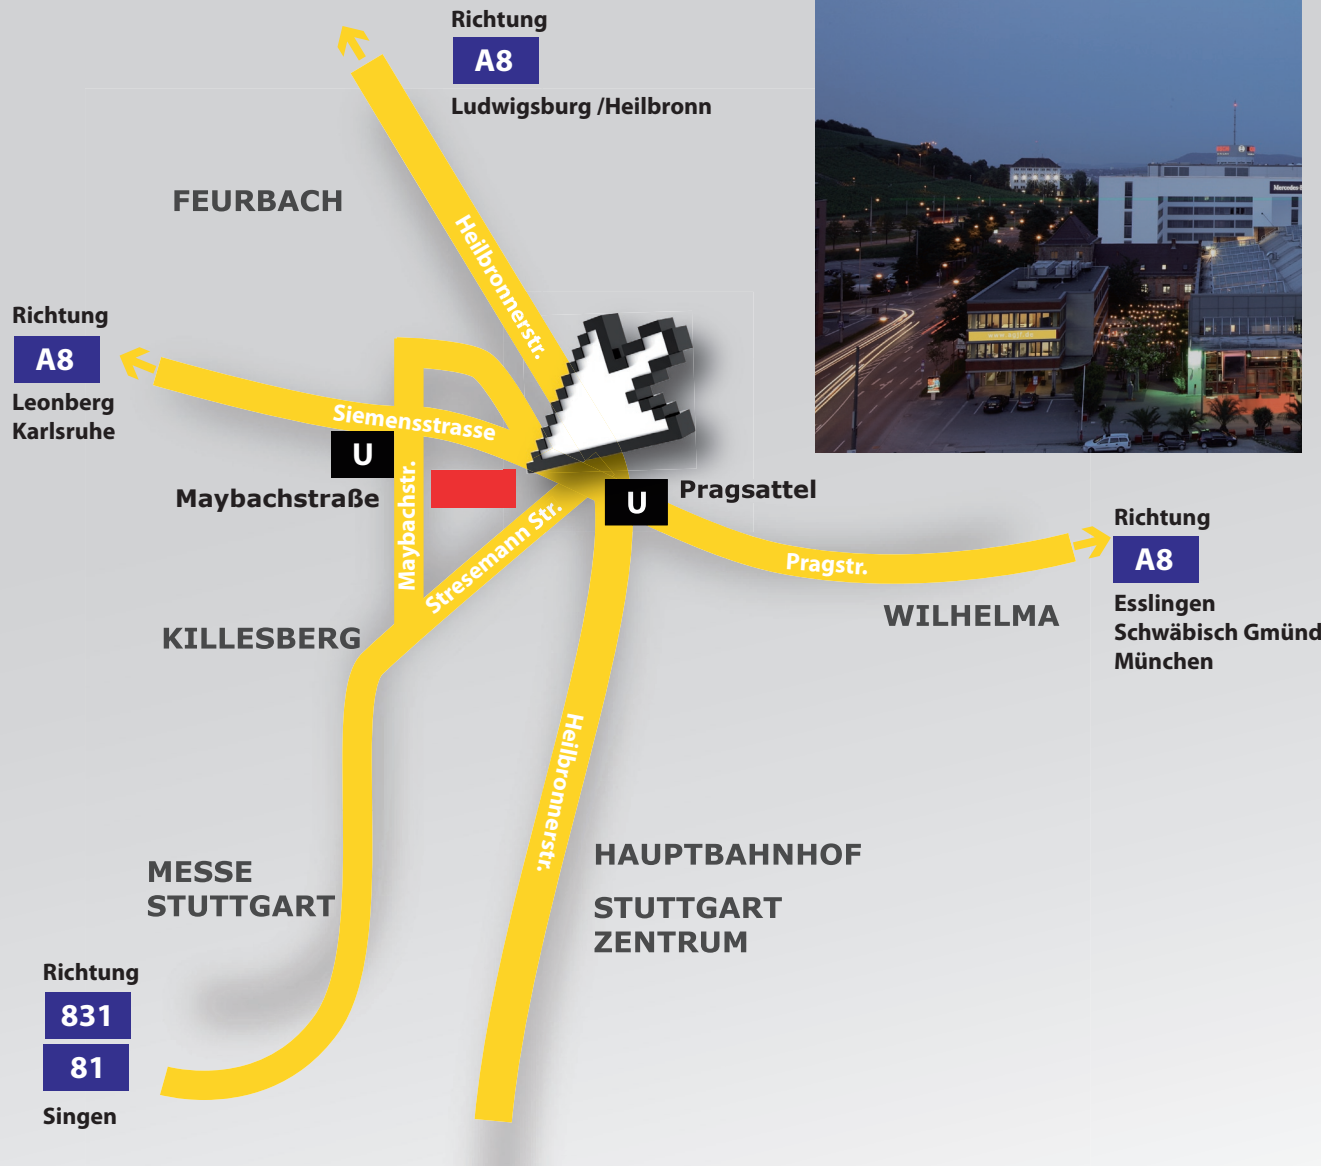 Richtung
A8
Ludwigsburg /Heilbronn
FEURBACH
Heilbronnerstr.
Richtung
A8
Leonberg
Karlsruhe
Siemensstrasse
U
Maybachstraße
Maybachstr.
Stresemann Str.
U
Pragsattel
Pragstr.
Richtung
A8
Esslingen
Schwäbisch Gmünd
München
WILHELMA
KILLESBERG
Heilbronnerstr.
HAUPTBAHNHOF
STUTTGART
ZENTRUM
MESSE
STUTTGART
Richtung
831
81
Singen